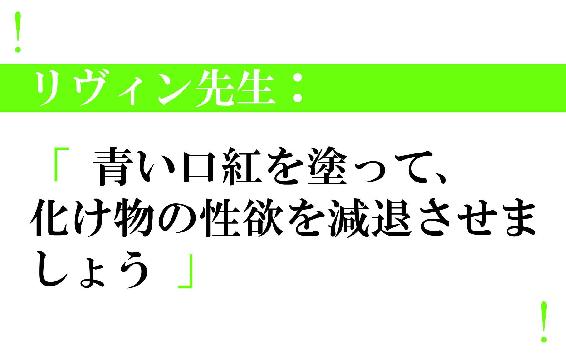 !
リヴィン先生：
「 青い口紅を塗って、
化け物の性欲を減退させま
しょう 」
!